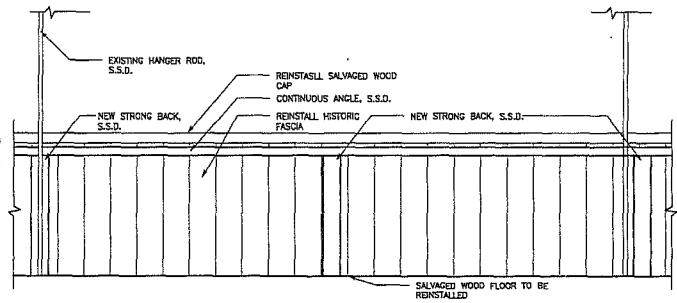 EXISTING HANGER ROD,
S.S.D.
REINSTASLL SALVAGED WOOD
CAP
CONTINUOUS ANGLE, S.S.D.
NEW STRONG BACK,
S.S.D.
REINSTALL HISTORIC
FASCIA
NEW STRONG BACK, S.S.D.
SALVAGED WOOD FLOOR TO BE
REINSTALLED